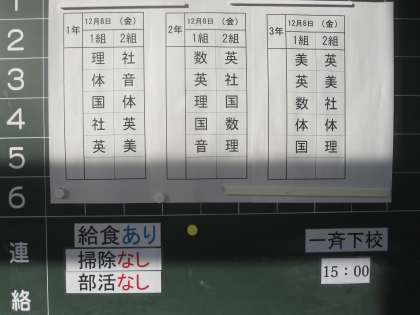 1
2
3
4
5
6
連
絡
1年 12月8日 (金)
1組 2組
理 社
体 音
国 体
社 英
英 美
2年 12月8日 (金)
1組 2組
数 英
英 社
理 国
国 数
音 理
3年 12月8日 (金)
1組 2組
美 英
英 美
数 社
体 体
国 理
給食あり
掃除なし
部活なし
一斉下校
15:00